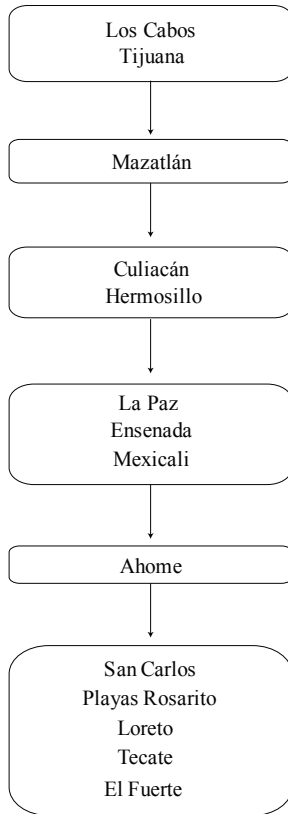 Los Cabos
Tijuana
Mazatlán
Culiacán
Hermosillo
La Paz
Ensenada
Mexicali
Ahome
San Carlos
Playas Rosarito
Loreto
Tecate
El Fuerte